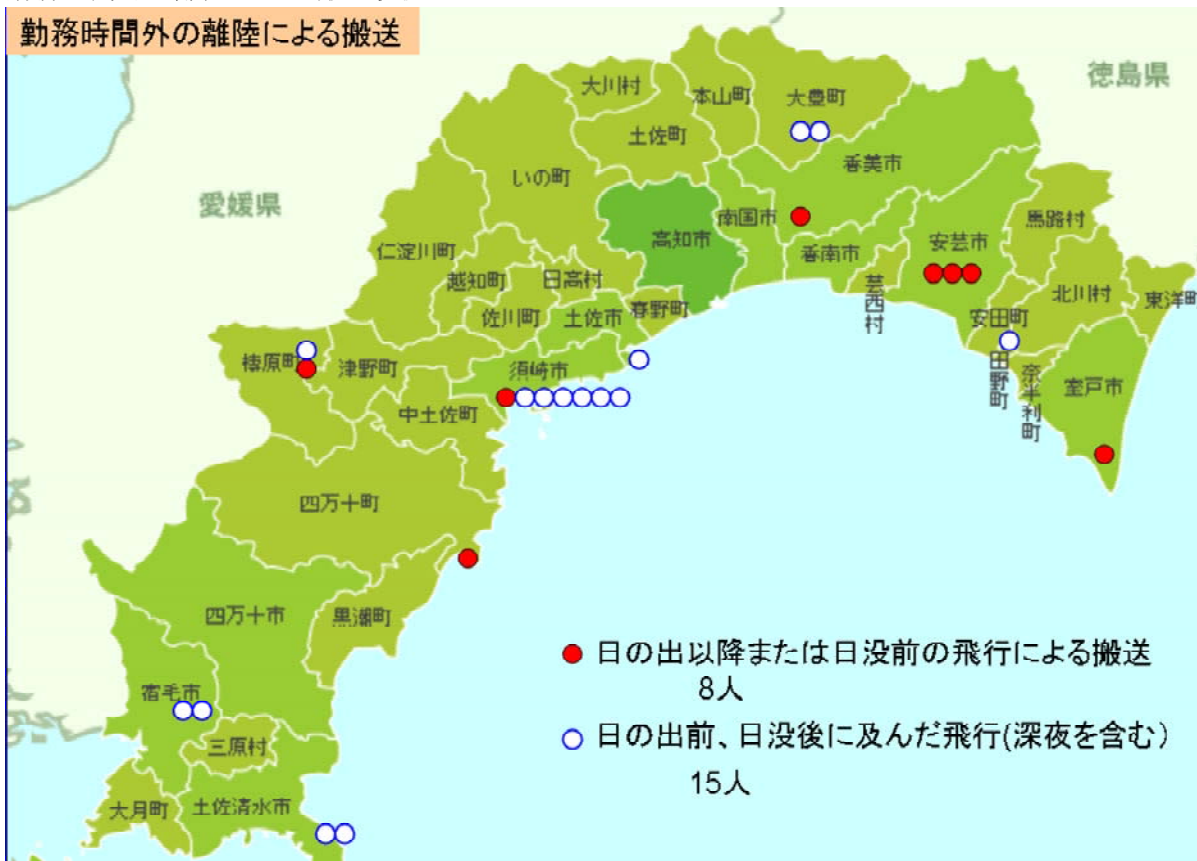 勤務時間外の離陸による搬送
徳島県
愛媛県
大川村
本山町
大豊町
土佐町
いの町
香美市
南国市
高知市
馬路村
安芸市
香南市
仁淀川町
越知町
日高村
芸西村
北川村
東洋町
佐川町
土佐市
春野町
安田町
梼原町
津野町
須崎市
田野町
奈半利町
室戸市
中土佐町
四万十町
四万十市
黒潮町
日の出以降または日没前の飛行による搬送
8人
宿毛市
日の出前、日没後に及んだ飛行(深夜を含む)
三原村
15人
大月町
土佐清水市